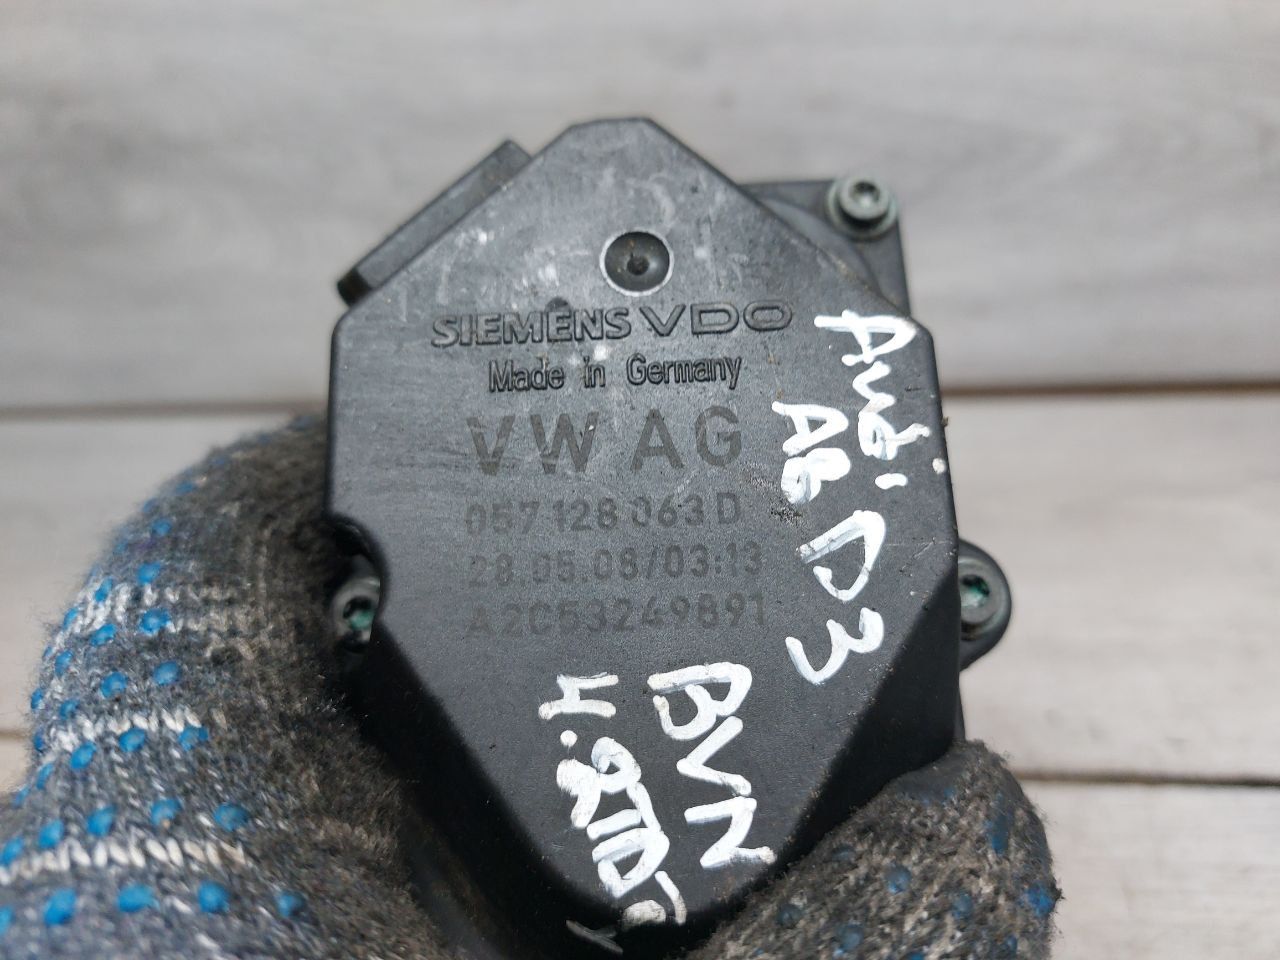 SIEMENS VDO
Made in Germany
VW AG
057 128 063 D
28.05.08/03:13
A2C53249891
Audi
A8 D3
BVN
4.2TDI